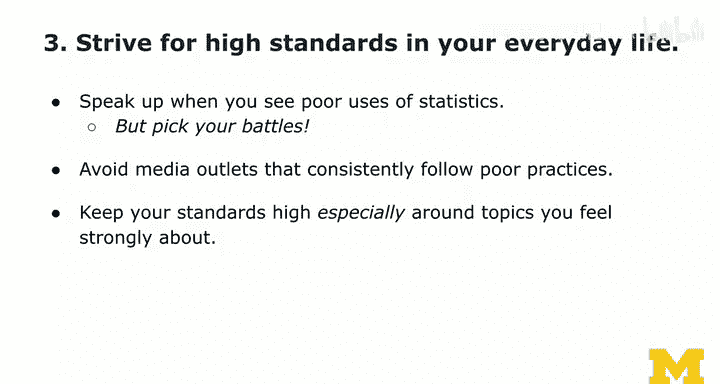 3. Strive for high standards in your everyday life.
● Speak up when you see poor uses of statistics.
○ But pick your battles!
● Avoid media outlets that consistently follow poor practices.
● Keep your standards high especially around topics you feel
strongly about.
M